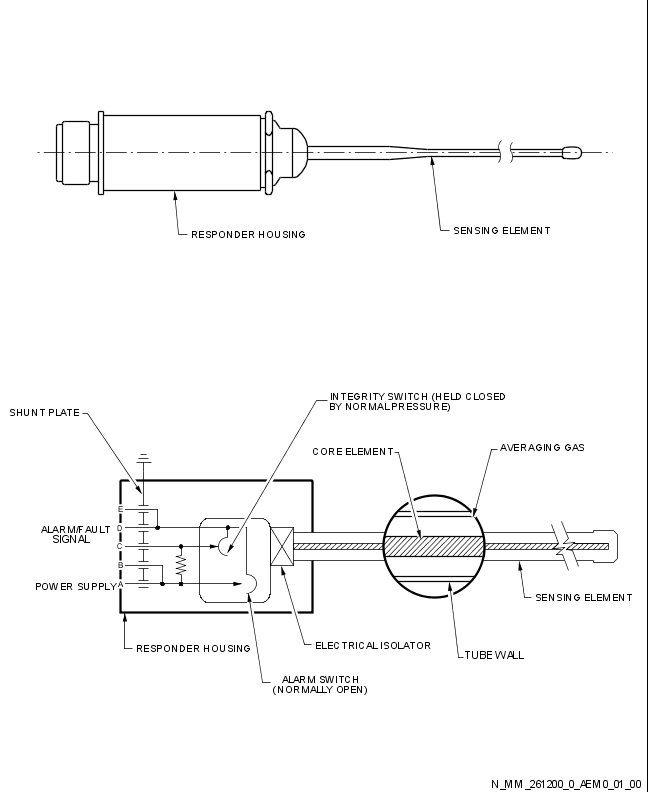 RESPONDER HOUSING
SENSING ELEMENT
INTEGRITY SWITCH (HELD CLOSED
BY NORMAL PRESSURE)
SHUNT PLATE
CORE ELEMENT
AVERAGING GAS
E
D
ALARM/FAULT
SIGNAL
C
B
POWER SUPPLY
A
SENSING ELEMENT
RESPONDER HOUSING
ELECTRICAL ISOLATOR
TUBE WALL
ALARM SWITCH
(NORMALLY OPEN)
N_MM_261200_0_AEM0_01_00